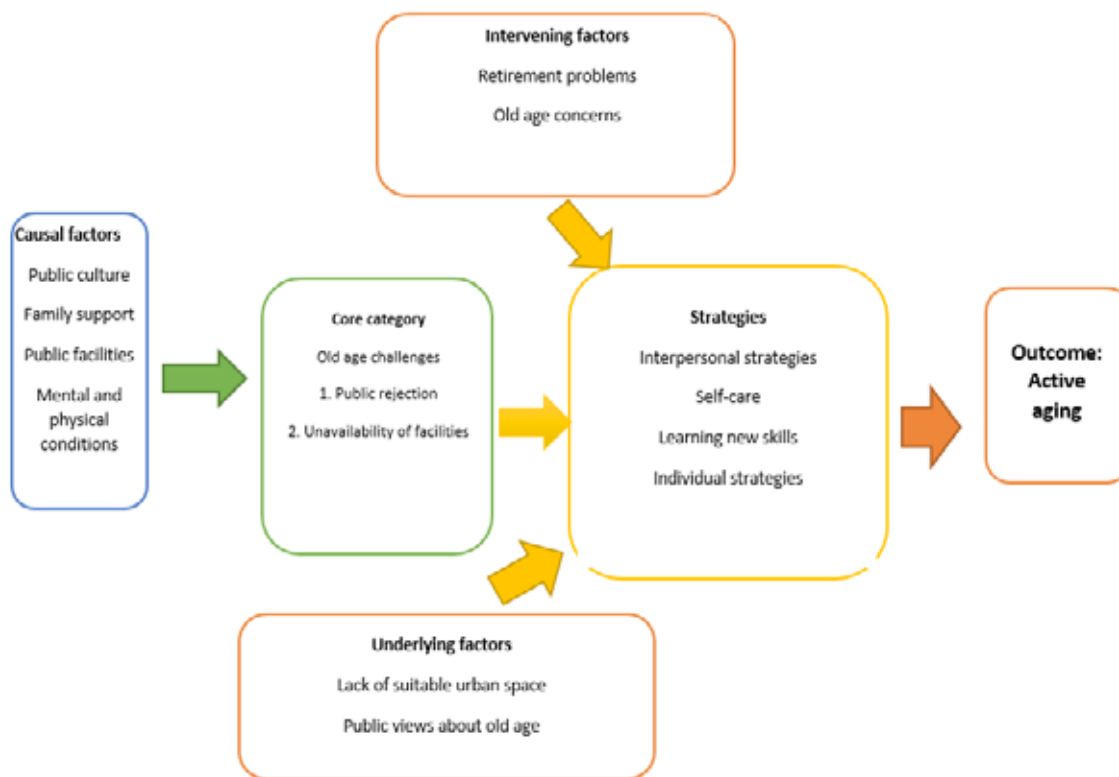 Intervening factors
Retirement problems
Old age concerns
Causal factors
Public culture
Family support
Public facilities
Mental and
physical
conditions
Core category
Old age challenges
1. Public rejection
2. Unavailability of facilities
Strategies
Interpersonal strategies
Self-care
Learning new skills
Individual strategies
Outcome:
Active
aging
Underlying factors
Lack of suitable urban space
Public views about old age